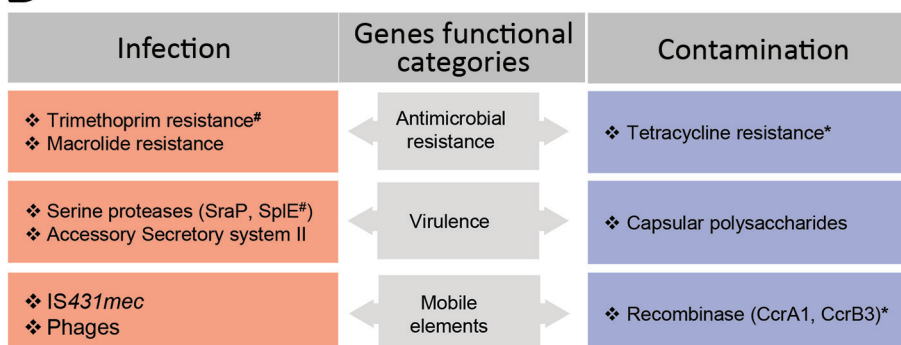 Infection
Genes functional
categories
Contamination
❖ Trimethoprim resistance#
❖ Macrolide resistance
Antimicrobial
resistance
❖ Tetracycline resistance*
❖ Serine proteases (SraP, SplE#)
❖ Accessory Secretory system II
Virulence
❖ Capsular polysaccharides
❖ IS431mec
❖ Phages
Mobile
elements
❖ Recombinase (CcrA1, CcrB3)*